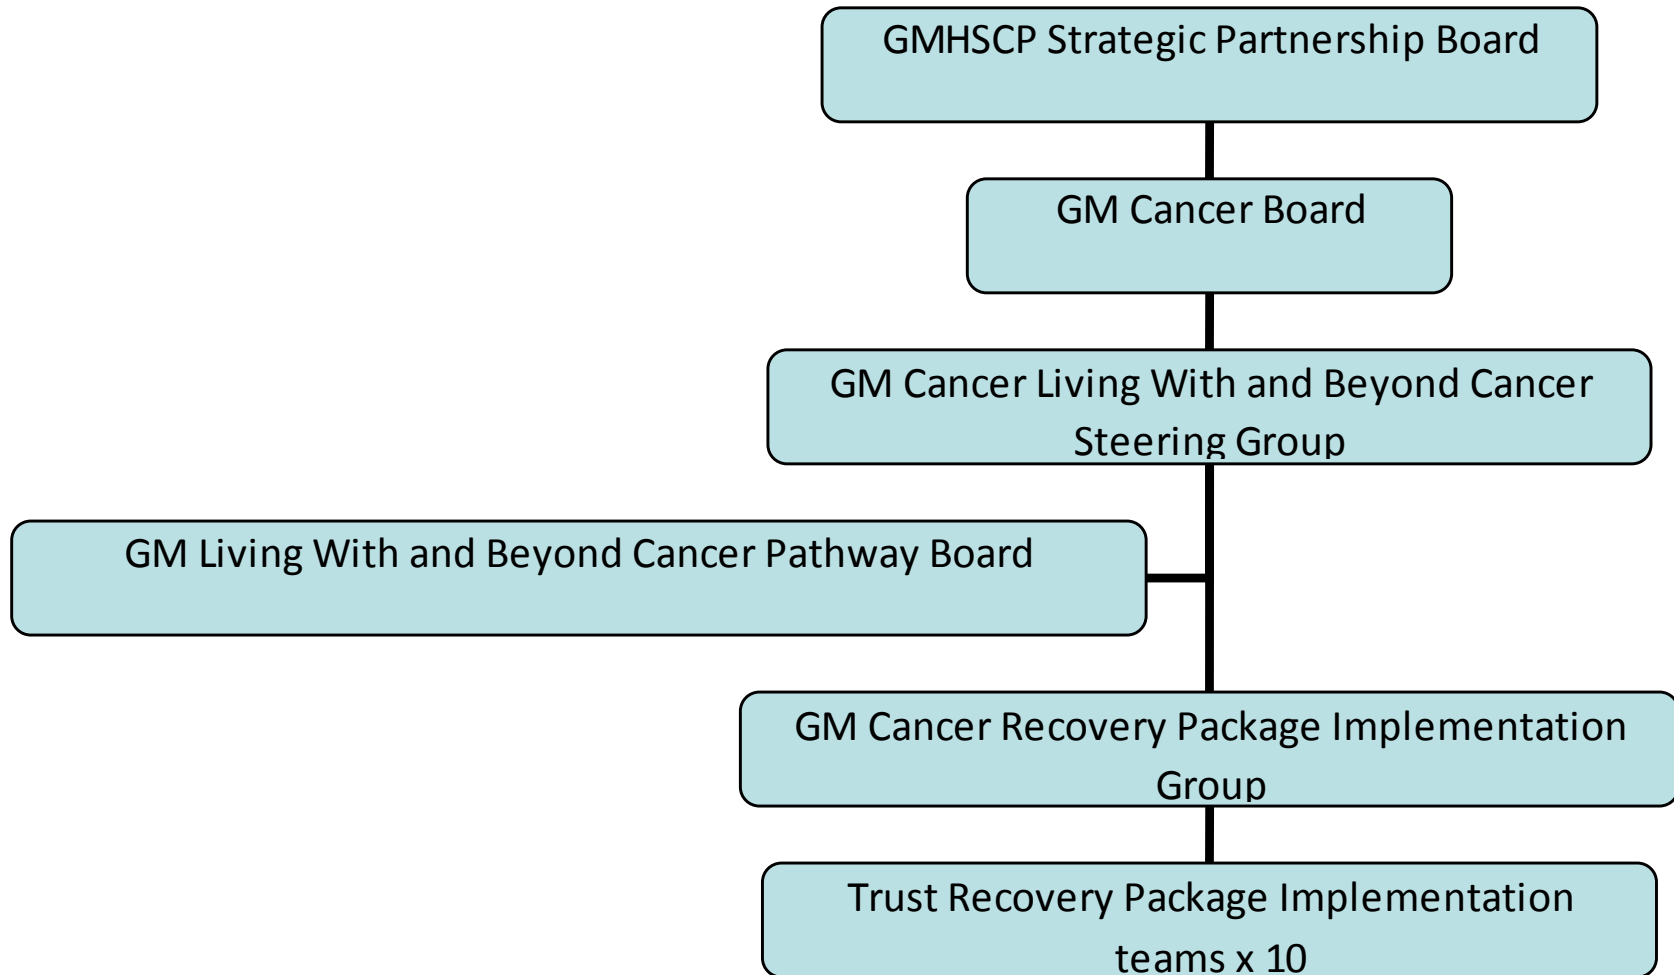 GMHSCP Strategic Partnership Board
GM Cancer Board
GM Cancer Living With and Beyond Cancer
Steering Group
GM Living With and Beyond Cancer Pathway Board
GM Cancer Recovery Package Implementation
Group
Trust Recovery Package Implementation
teams x 10